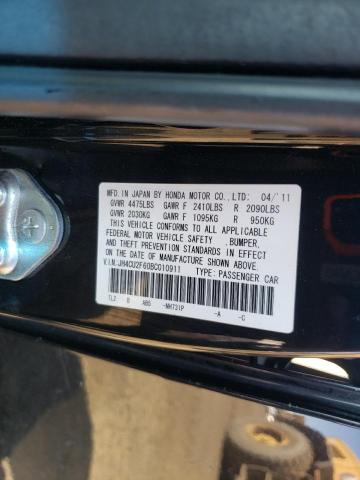 MFD. IN JAPAN BY HONDA MOTOR CO.,LTD: 04/'11
GVWR 4475LBS GAWR F 2410LBS R 2090LBS
GVWR 2030KG GAWR F 1095KG R 950KG
THIS VEHICLE CONFORMS TO ALL APPLICABLE
FEDERAL MOTOR VEHICLE SAFETY ,BUMPER,
AND THEFT PREVENTION STANDARDS IN EFFECT
ON THE DATE OF MANUFACTURE SHOWN ABOVE.
V.I.N.:JH4CU2F60BC010911 TYPE: PASSENGER CAR
TL2 B AB5 -NH731P -A -C